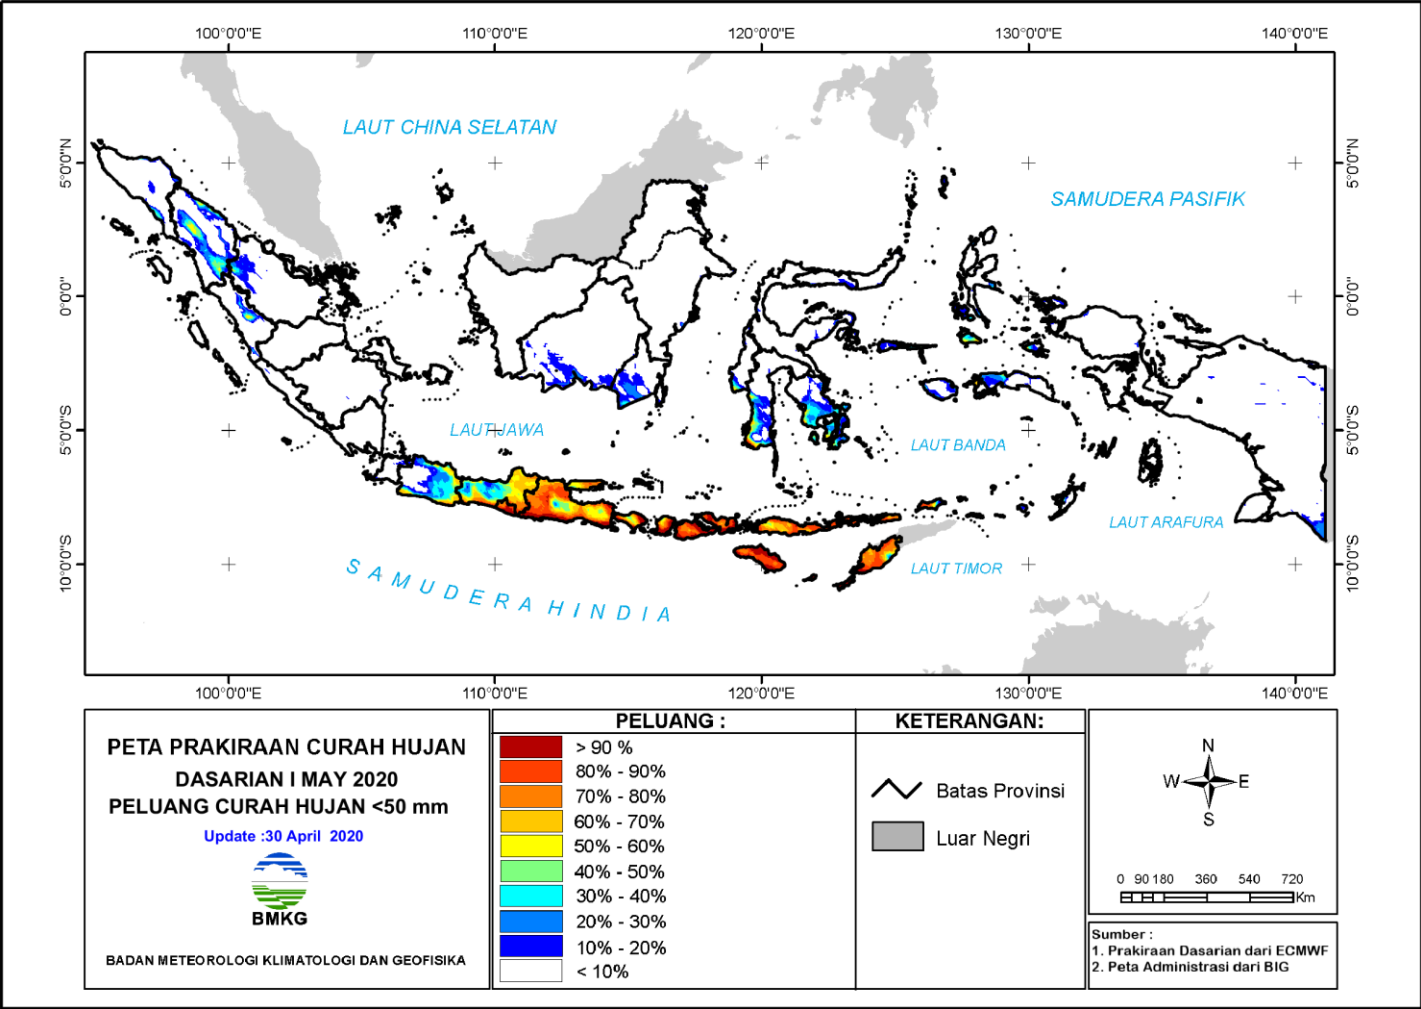 100°0'0"E 110°0'0"E 120°0'0"E 130°0'0"E 140°0'0"E
LAUT CHINA SELATAN
5°0'0"N 5°0'0"N
SAMUDERA PASIFIK
0°0'0" 0°0'0"
LAUT JAWA
LAUT BANDA
5°0'0"S 5°0'0"S
LAUT ARAFURA
LAUT TIMOR
10°0'0"S 10°0'0"S
SAMUDERA HINDIA
100°0'0"E 110°0'0"E 120°0'0"E 130°0'0"E 140°0'0"E
PETA PRAKIRAAN CURAH HUJAN
DASARIAN I MAY 2020
PELUANG CURAH HUJAN <50 mm
Update :30 April 2020
BMKG
BADAN METEOROLOGI KLIMATOLOGI DAN GEOFISIKA
PELUANG :
> 90 %
80% - 90%
70% - 80%
60% - 70%
50% - 60%
40% - 50%
30% - 40%
20% - 30%
10% - 20%
< 10%
KETERANGAN:
Batas Provinsi
Luar Negri
N
W E
S
0 90 180 360 540 720
Km
Sumber :
1. Prakiraan Dasarian dari ECMWF
2. Peta Administrasi dari BIG